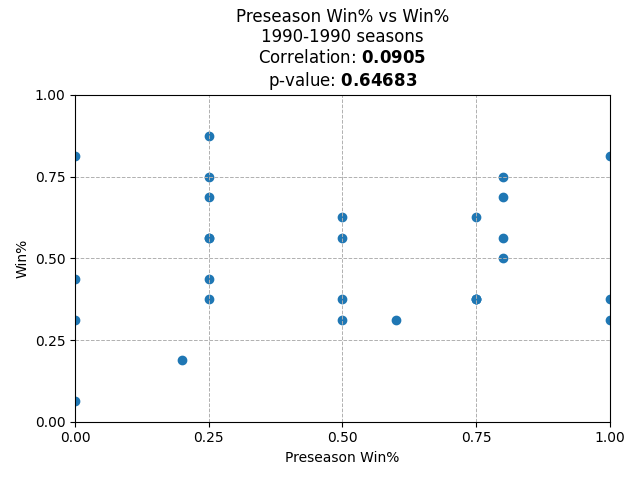 Preseason Win% vs Win%
1990-1990 seasons
Correlation: 0.0905
p-value: 0.64683
1.00
0.75
0.50
0.25
0.00
Win%
0.00 0.25 0.50 0.75 1.00
Preseason Win%